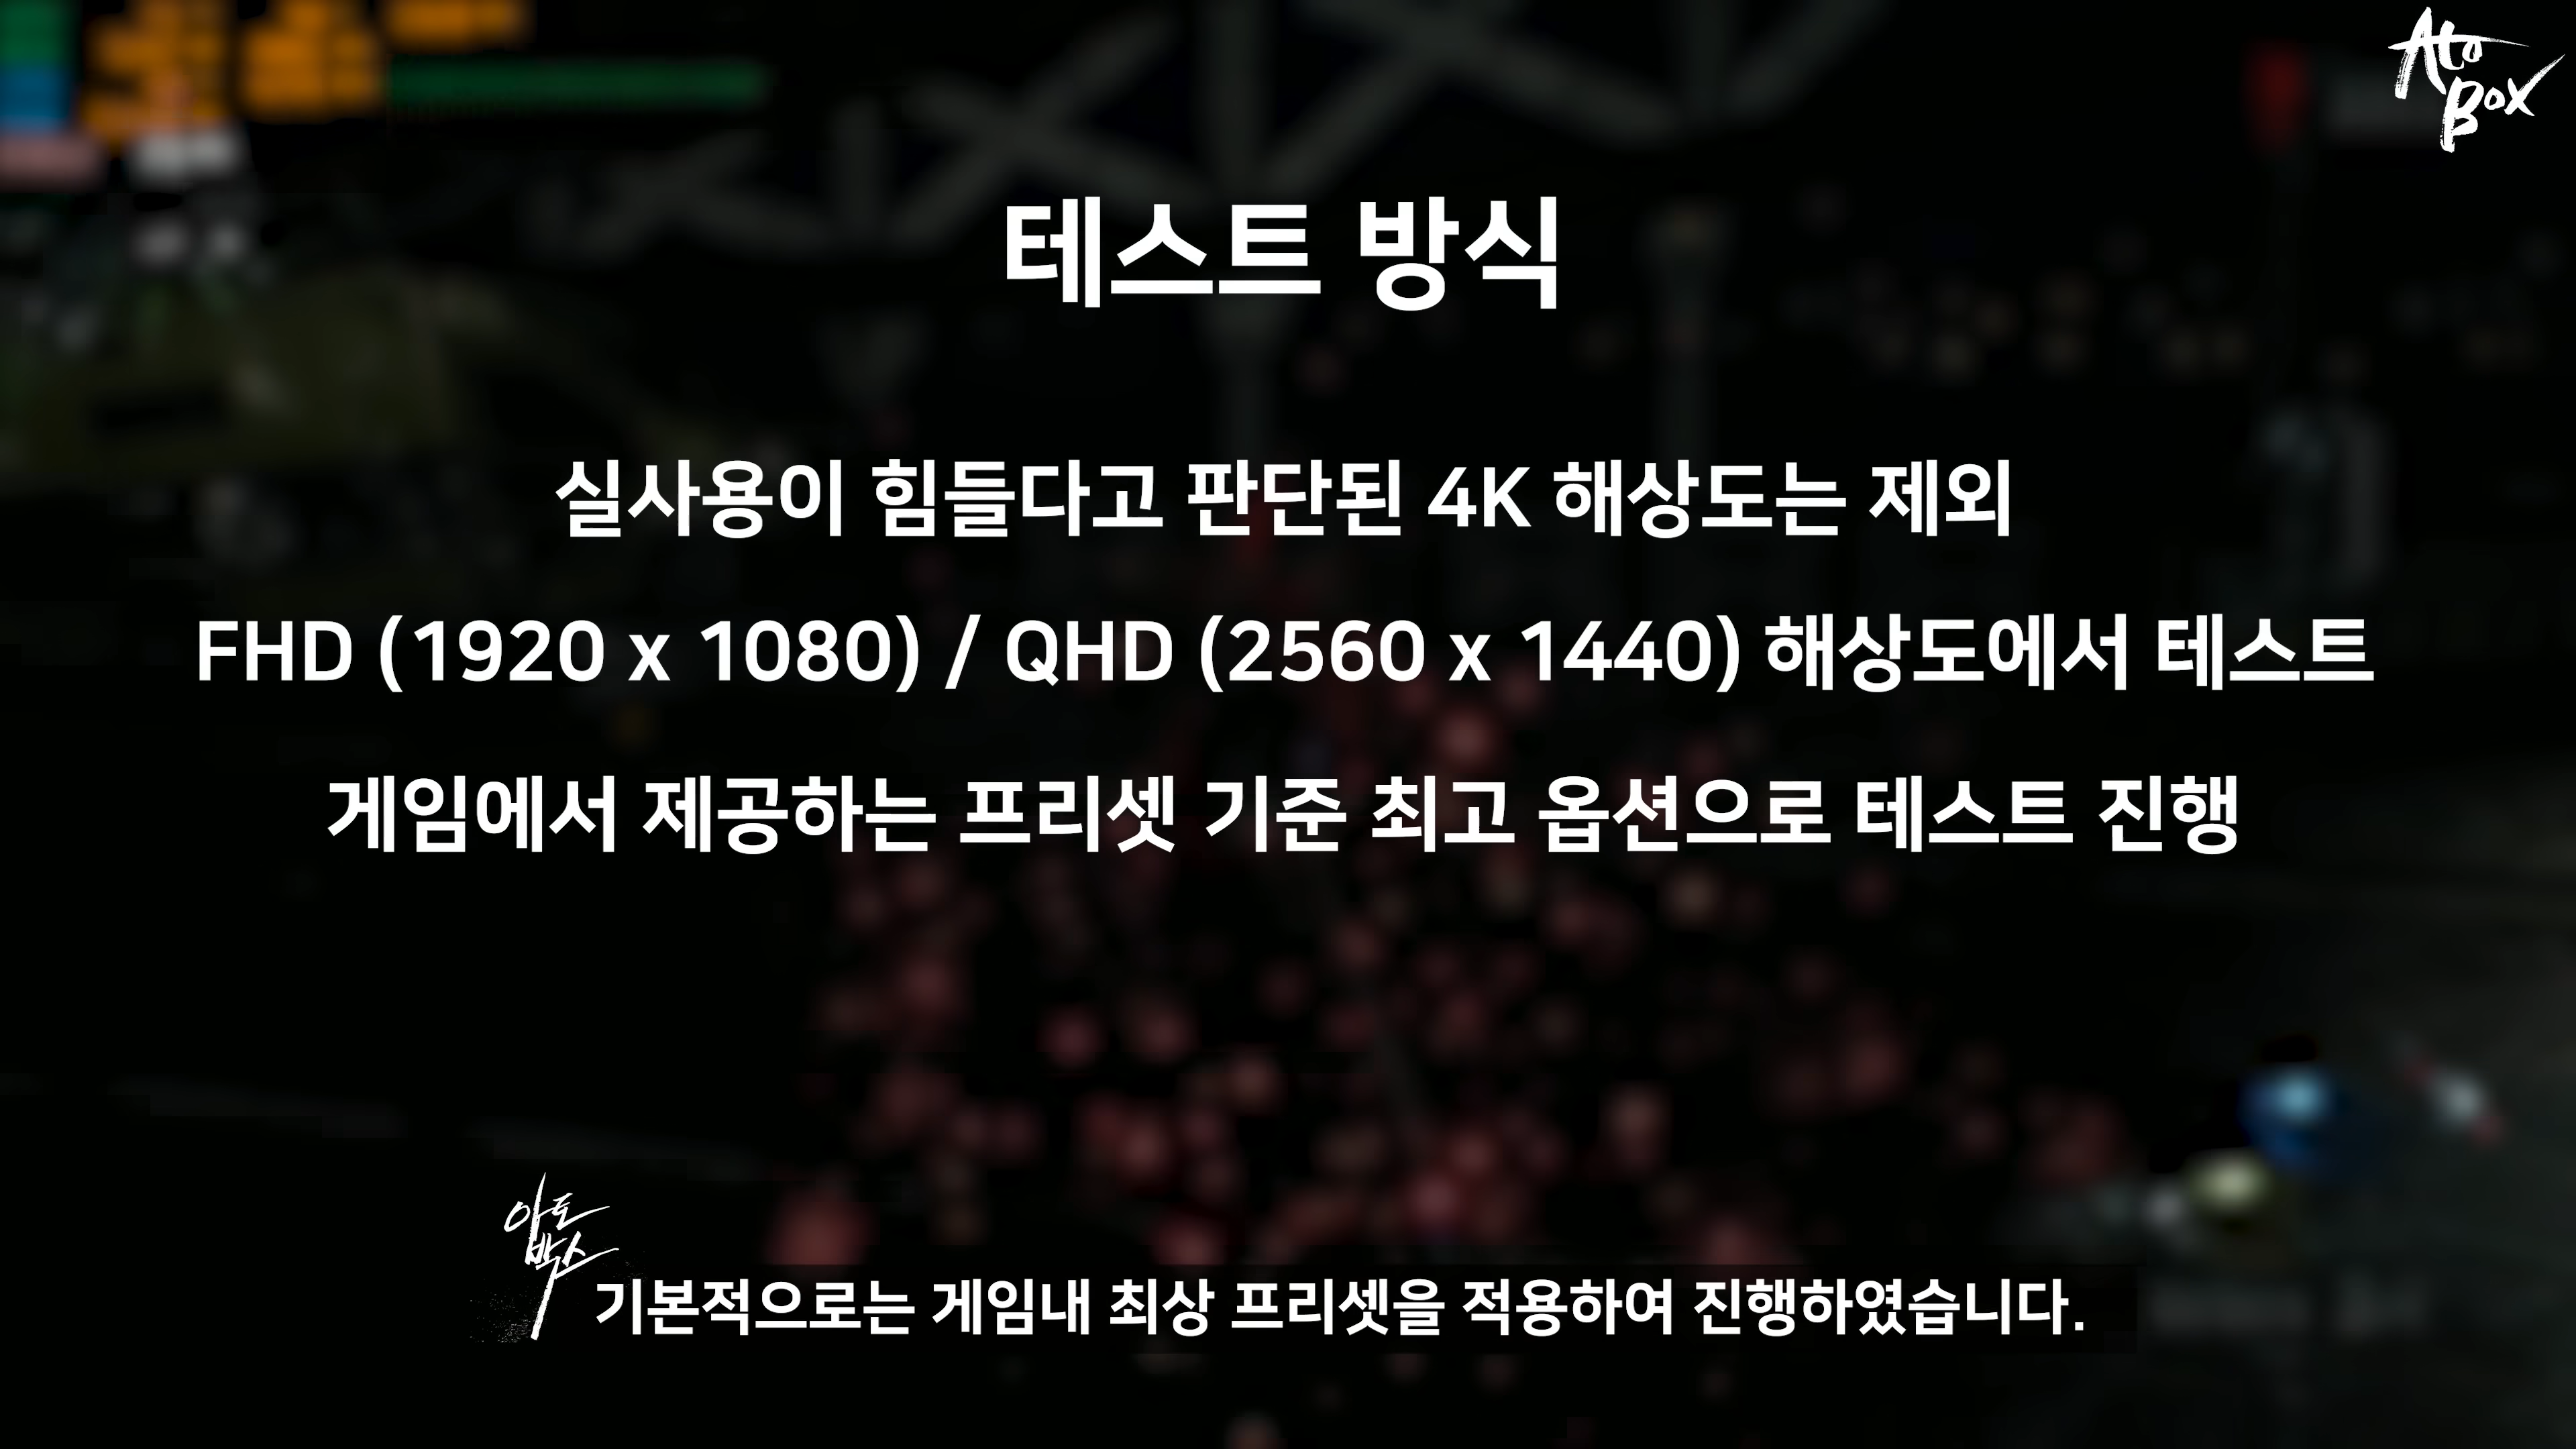 Ato
Box
테스트 방식
실사용이 힘들다고 판단된 4K 해상도는 제외
FHD (1920 x 1080) / QHD (2560 x 1440) 해상도에서 테스트
게임에서 제공하는 프리셋 기준 최고 옵션으로 테스트 진행
아토
박스
기본적으로는 게임내 최상 프리셋을 적용하여 진행하였습니다.